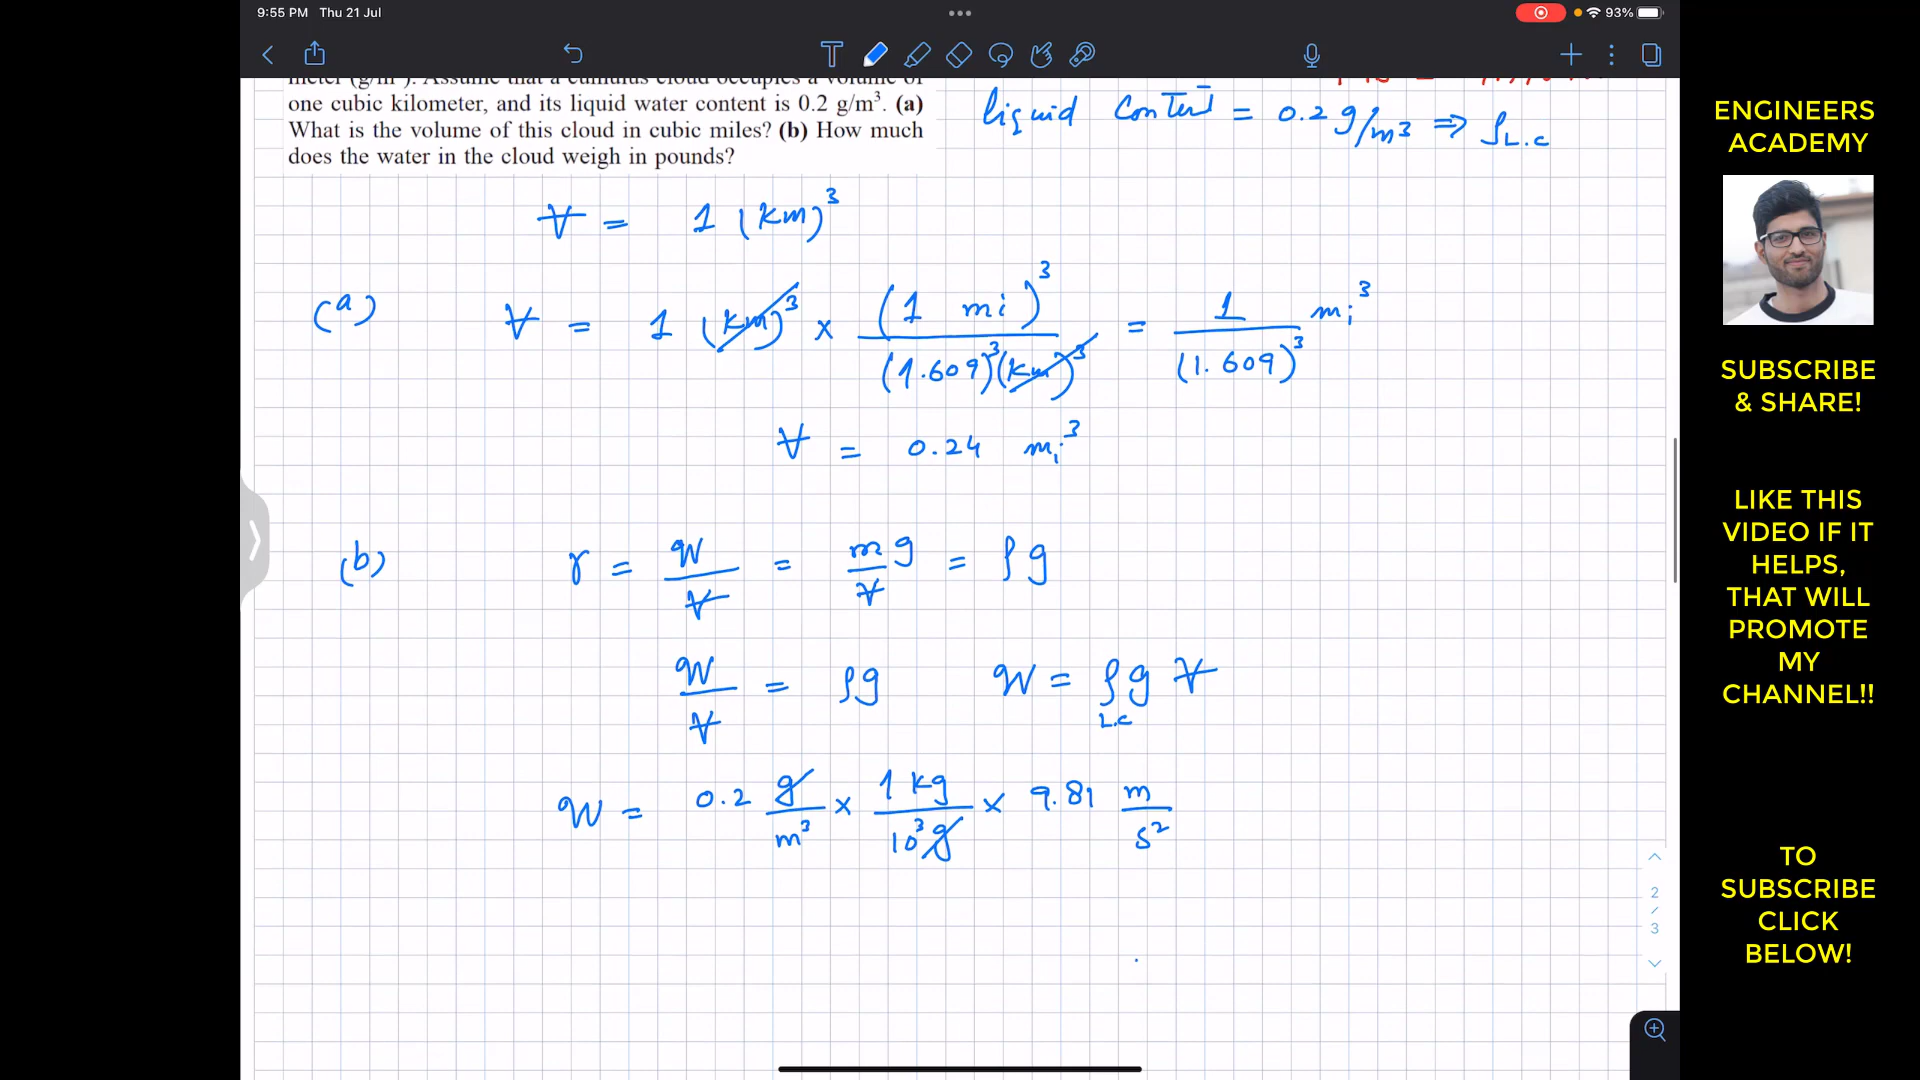 9:55 PM Thu 21 Jul
93%
one cubic kilometer, and its liquid water content is 0.2 g/m³. (a)
What is the volume of this cloud in cubic miles? (b) How much
does the water in the cloud weigh in pounds?
liquid content = 0.2 g/m3 ⇒ ρL.C
V = 1 (km)³
(a) V = 1 (km)³ × (1 mi)³ / (1.609)³(km)³ = 1 / (1.609)³ mi³
V = 0.24 mi³
(b) γ = W/V = m/V g = ρg
W/V = ρg W = ρL.C g V
W = 0.2 g/m³ × 1 kg/10³g × 9.81 m/s²
2
/
3
ENGINEERS
ACADEMY
SUBSCRIBE
& SHARE!
LIKE THIS
VIDEO IF IT
HELPS,
THAT WILL
PROMOTE
MY
CHANNEL!!
TO
SUBSCRIBE
CLICK
BELOW!